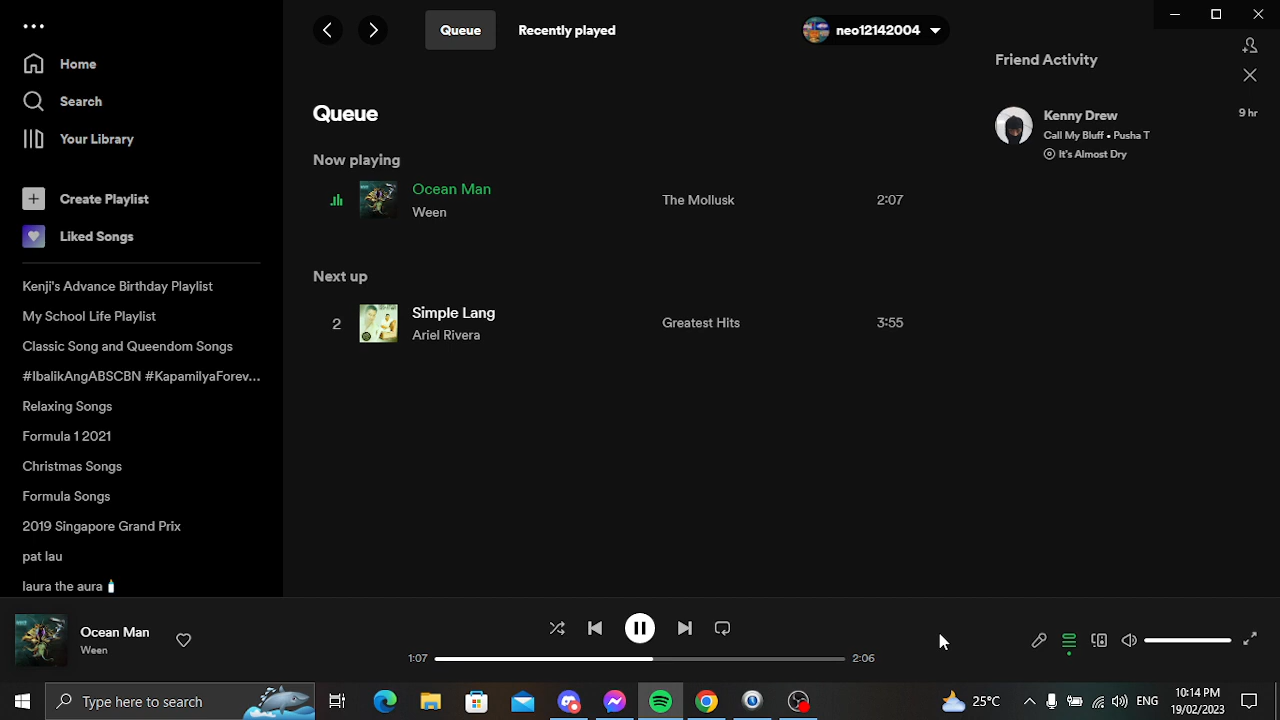 Queue
Recently played
neo12142004
Home
Search
Your Library
Create Playlist
Liked Songs
Kenji's Advance Birthday Playlist
My School Life Playlist
Classic Song and Queendom Songs
#IbalikAngABSCBN #KapamilyaForev...
Relaxing Songs
Formula 1 2021
Christmas Songs
Formula Songs
2019 Singapore Grand Prix
pat lau
laura the aura
Queue
Now playing
Ocean Man
Ween
The Mollusk
2:07
Next up
2
Simple Lang
Ariel Rivera
Greatest Hits
3:55
Friend Activity
Kenny Drew
9 hr
Call My Bluff • Pusha T
It's Almost Dry
Ocean Man
Ween
1:07
2:06
Type here to search
25°C
ENG
10:14 PM
19/02/2023